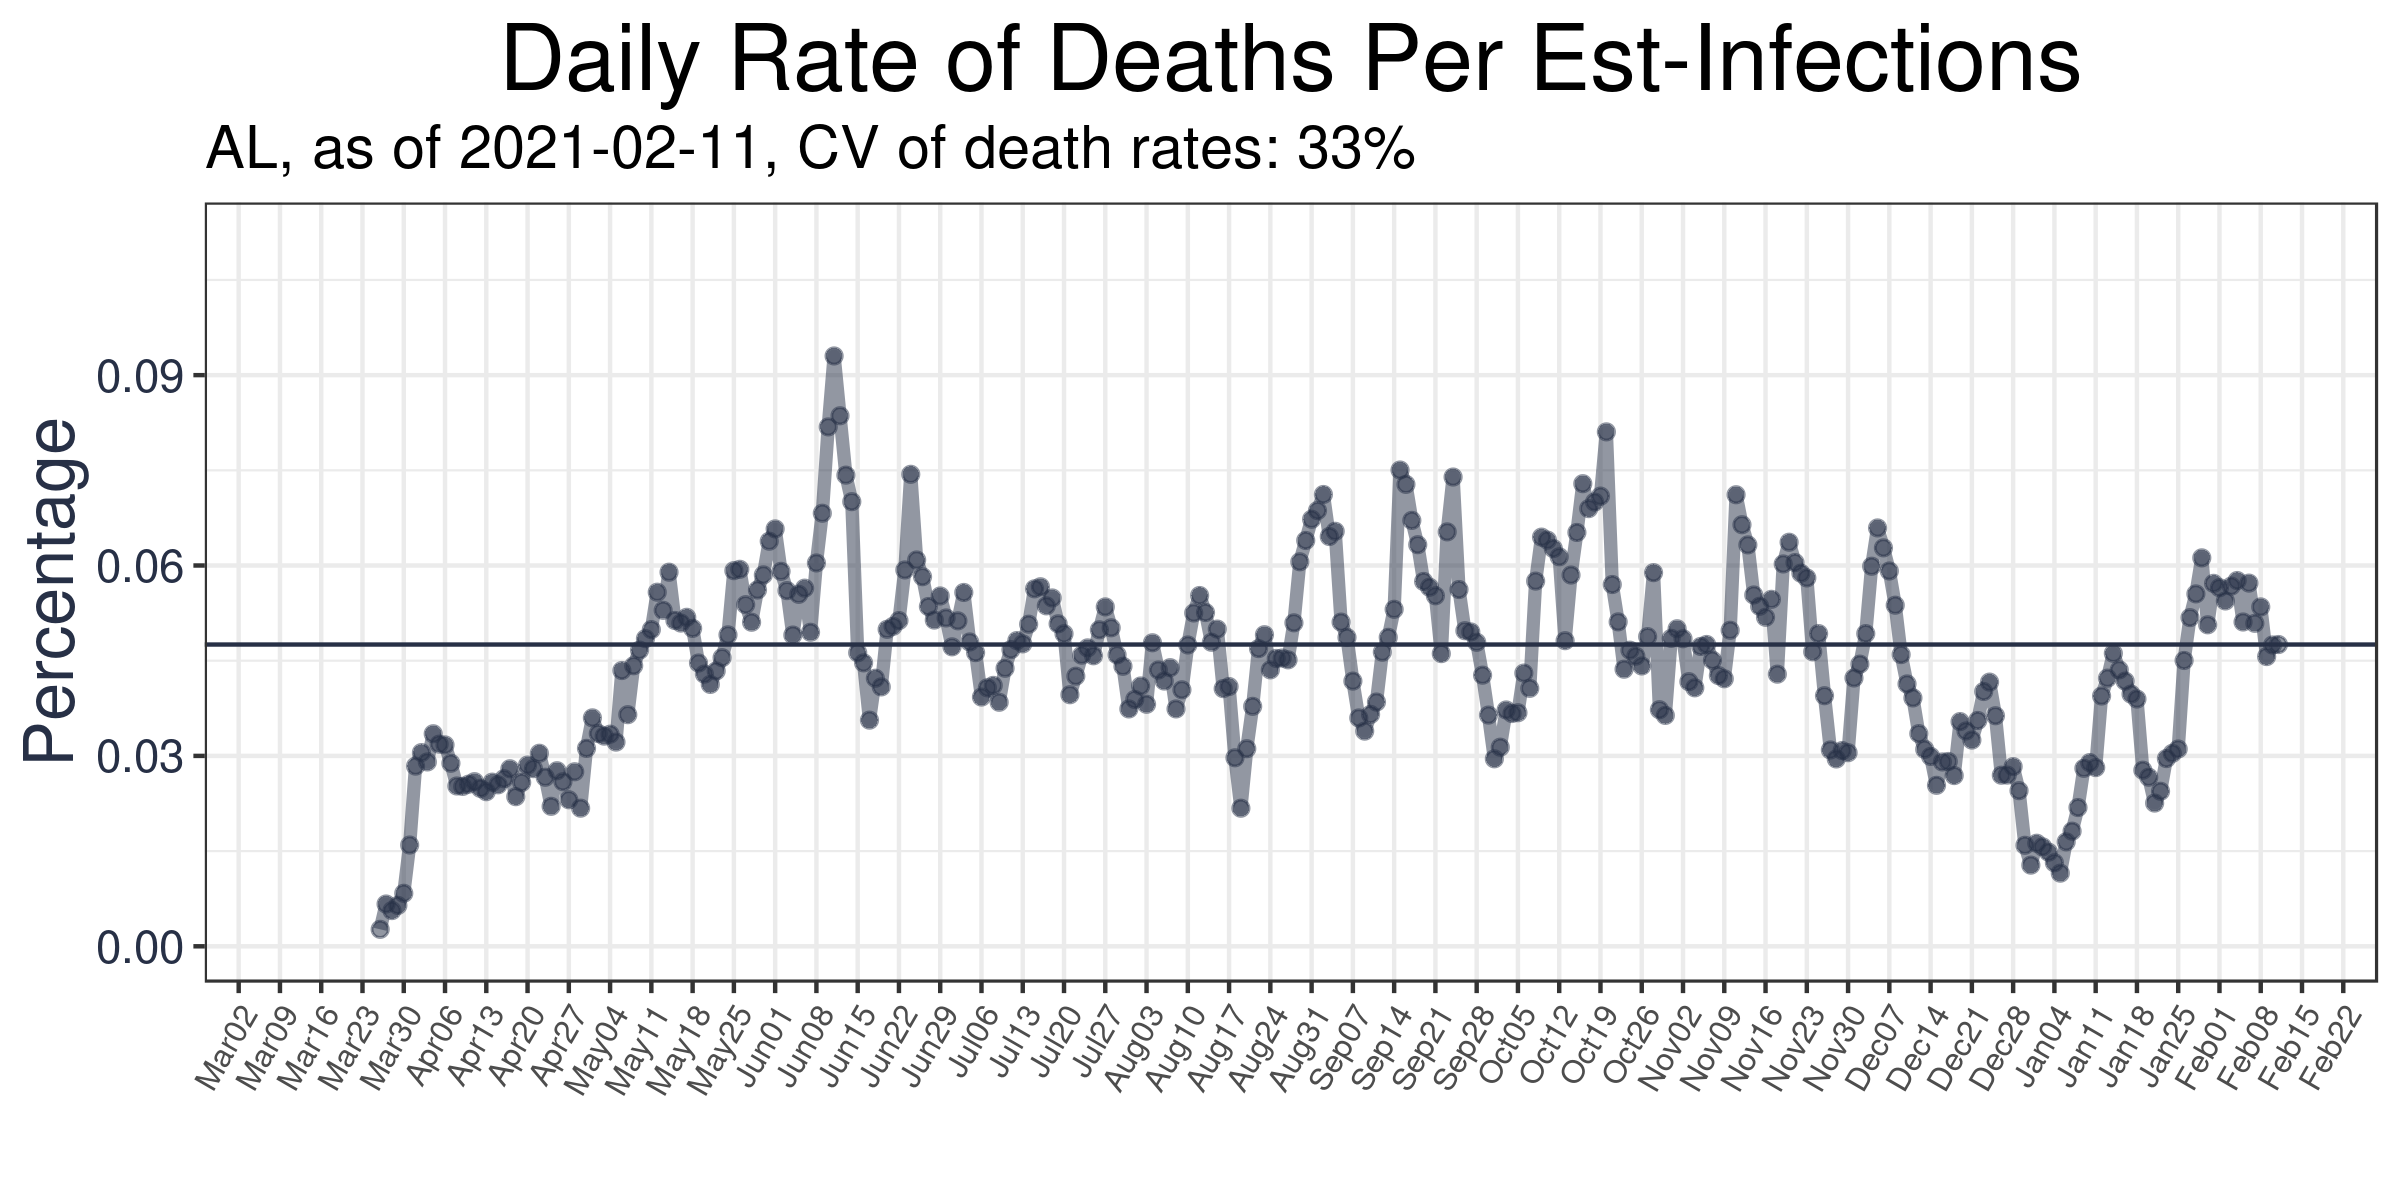 Daily Rate of Deaths Per Est-Infections
AL, as of 2021-02-11, CV of death rates: 33%
Percentage
0.09
0.06
0.03
0.00
Mar02
Mar09
Mar16
Mar23
Mar30
Apr06
Apr13
Apr20
Apr27
May04
May11
May18
May25
Jun01
Jun08
Jun15
Jun22
Jun29
Jul06
Jul13
Jul20
Jul27
Aug03
Aug10
Aug17
Aug24
Aug31
Sep07
Sep14
Sep21
Sep28
Oct05
Oct12
Oct19
Oct26
Nov02
Nov09
Nov16
Nov23
Nov30
Dec07
Dec14
Dec21
Dec28
Jan04
Jan11
Jan18
Jan25
Feb01
Feb08
Feb15
Feb22